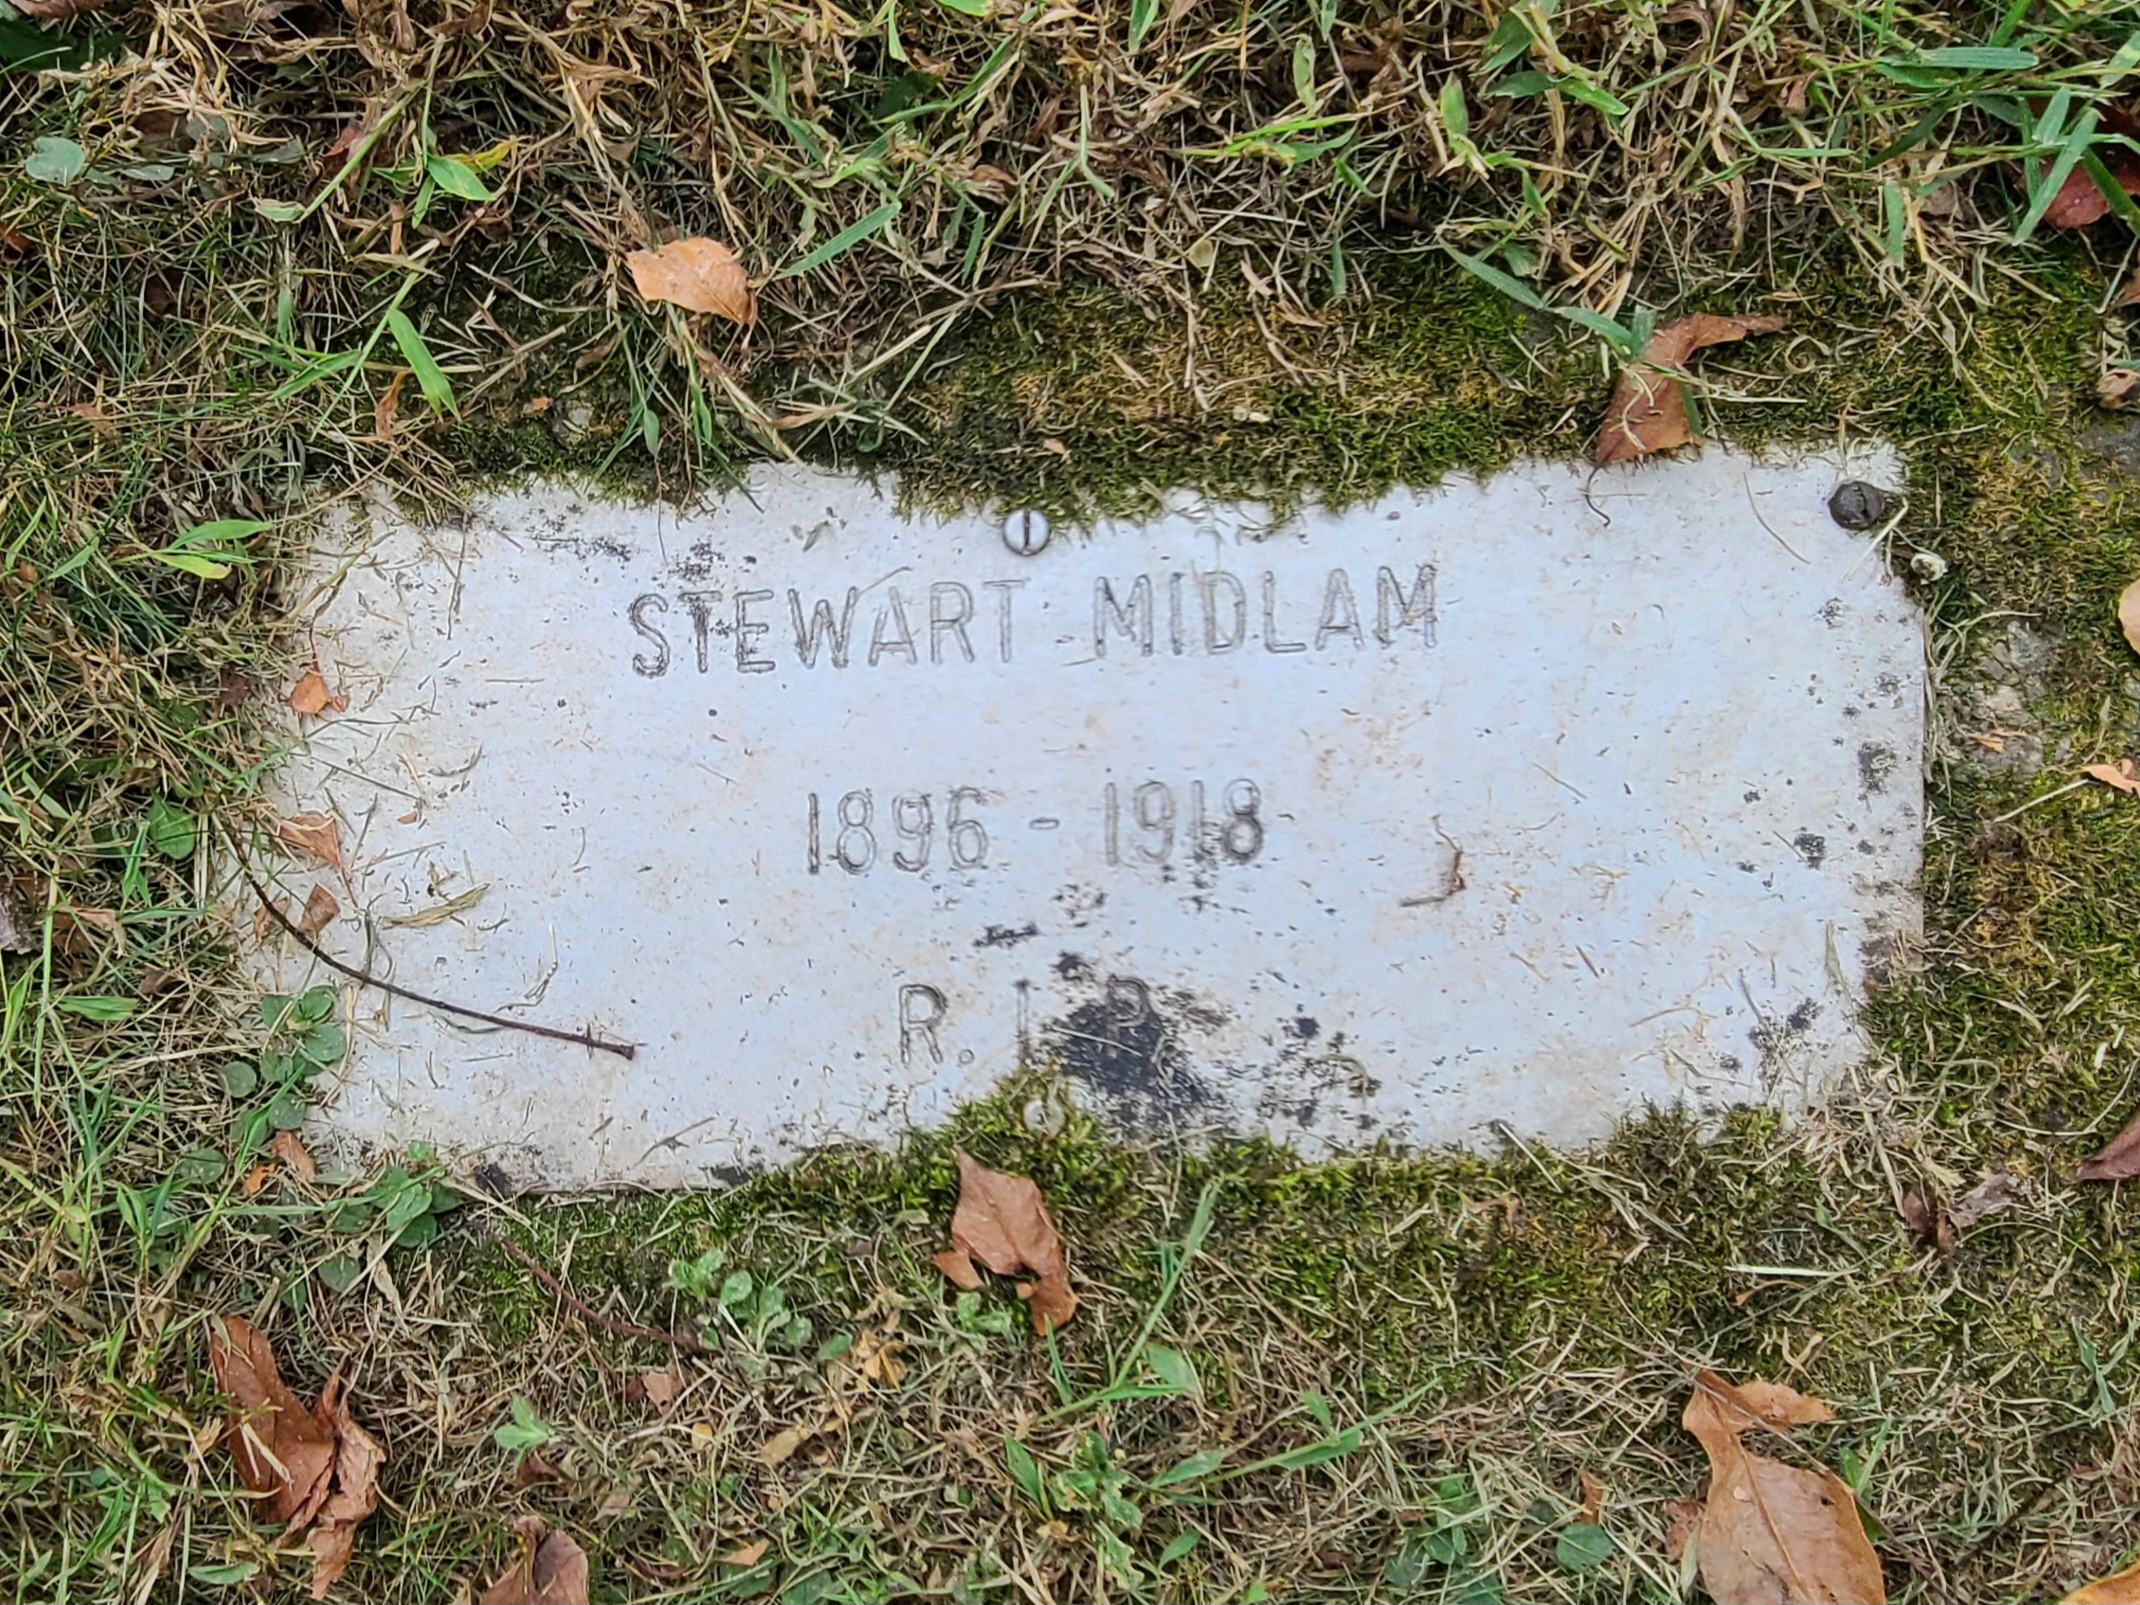 STEWART MIDLAM
1896 - 1918
R. I P